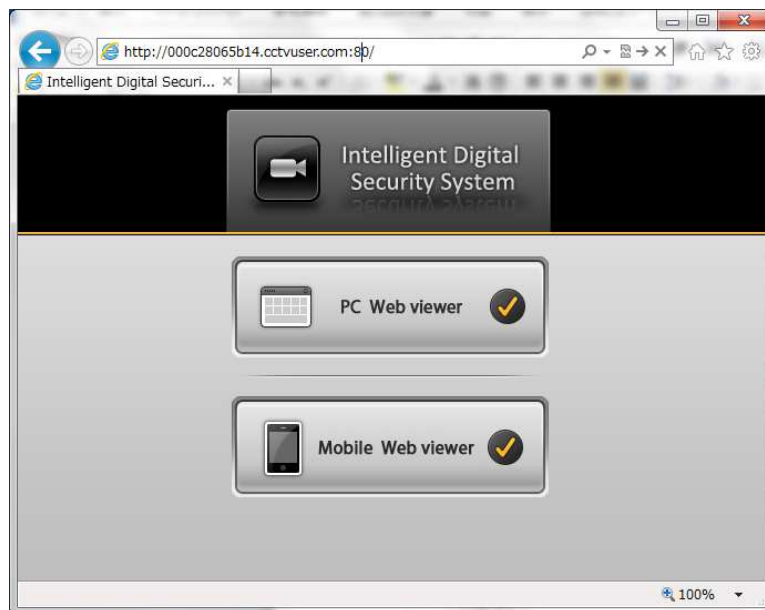 http://000c28065b14.cctvuser.com:80/
Intelligent Digital Securi...
Intelligent Digital
Security System
PC Web viewer
Mobile Web viewer
100%